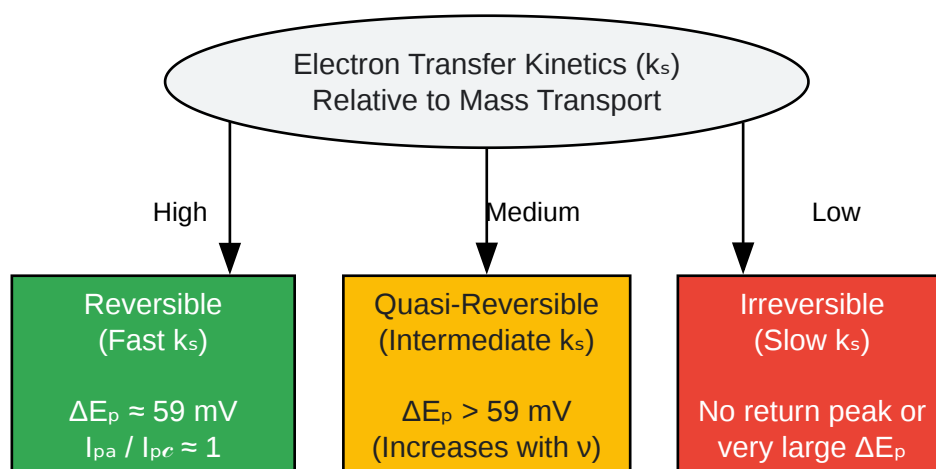 Electron Transfer Kinetics (kₛ)
Relative to Mass Transport
High
Medium
Low
Reversible
(Fast kₛ)
ΔEₚ ≈ 59 mV
Iₚₐ / Iₚ𝒸 ≈ 1
Quasi-Reversible
(Intermediate kₛ)
ΔEₚ > 59 mV
(Increases with ν)
Irreversible
(Slow kₛ)
No return peak or
very large ΔEₚ